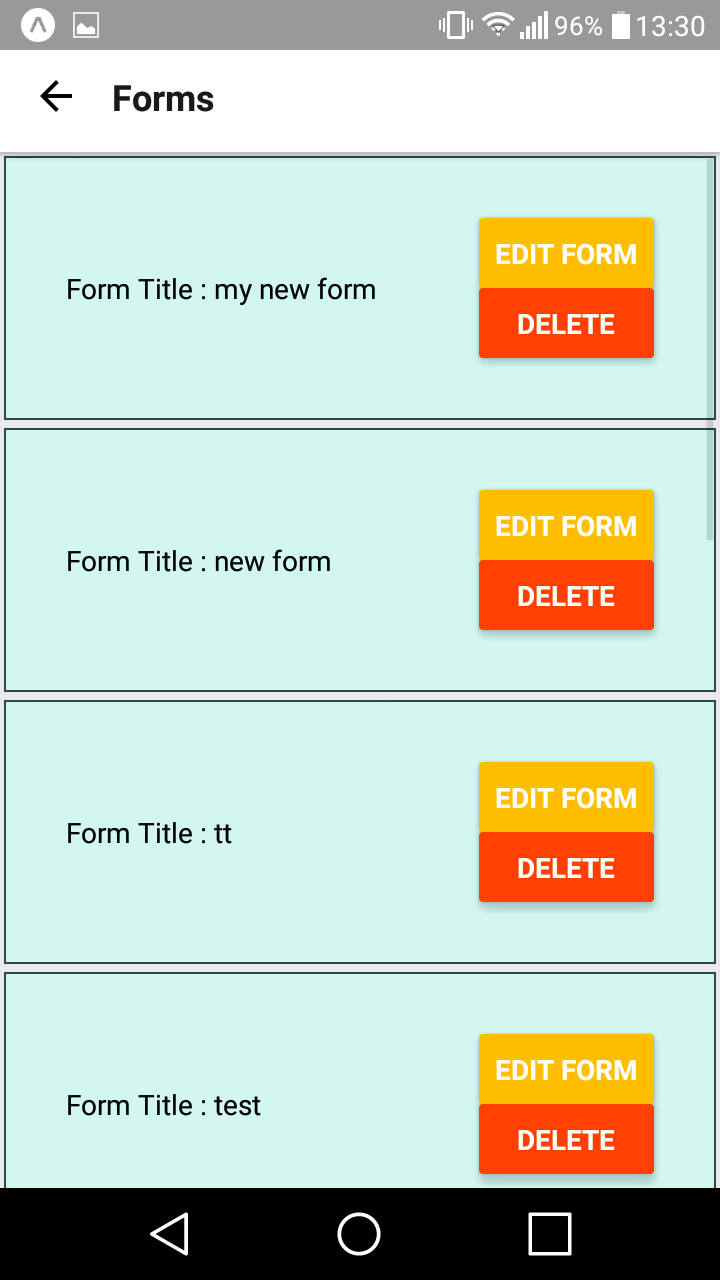 96% 13:30
Forms
Form Title : my new form
EDIT FORM
DELETE
Form Title : new form
EDIT FORM
DELETE
Form Title : tt
EDIT FORM
DELETE
Form Title : test
EDIT FORM
DELETE